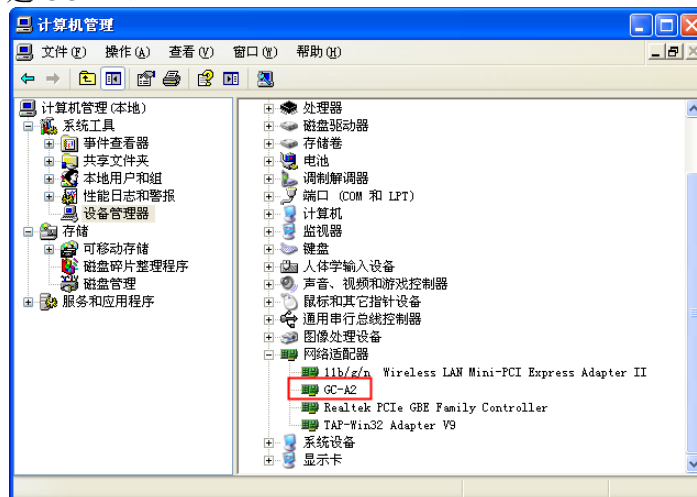 计算机管理
文件(F) 操作(A) 查看(V) 窗口(W) 帮助(H)
计算机管理(本地)
系统工具
事件查看器
共享文件夹
本地用户和组
性能日志和警报
设备管理器
存储
可移动存储
磁盘碎片整理程序
磁盘管理
服务和应用程序
处理器
磁盘驱动器
存储卷
电池
调制解调器
端口 (COM 和 LPT)
计算机
监视器
键盘
人体学输入设备
声音、视频和游戏控制器
鼠标和其它指针设备
通用串行总线控制器
图像处理设备
网络适配器
11b/g/n Wireless LAN Mini-PCI Express Adapter II
GC-A2
Realtek PCIe GBE Family Controller
TAP-Win32 Adapter V9
系统设备
显示卡